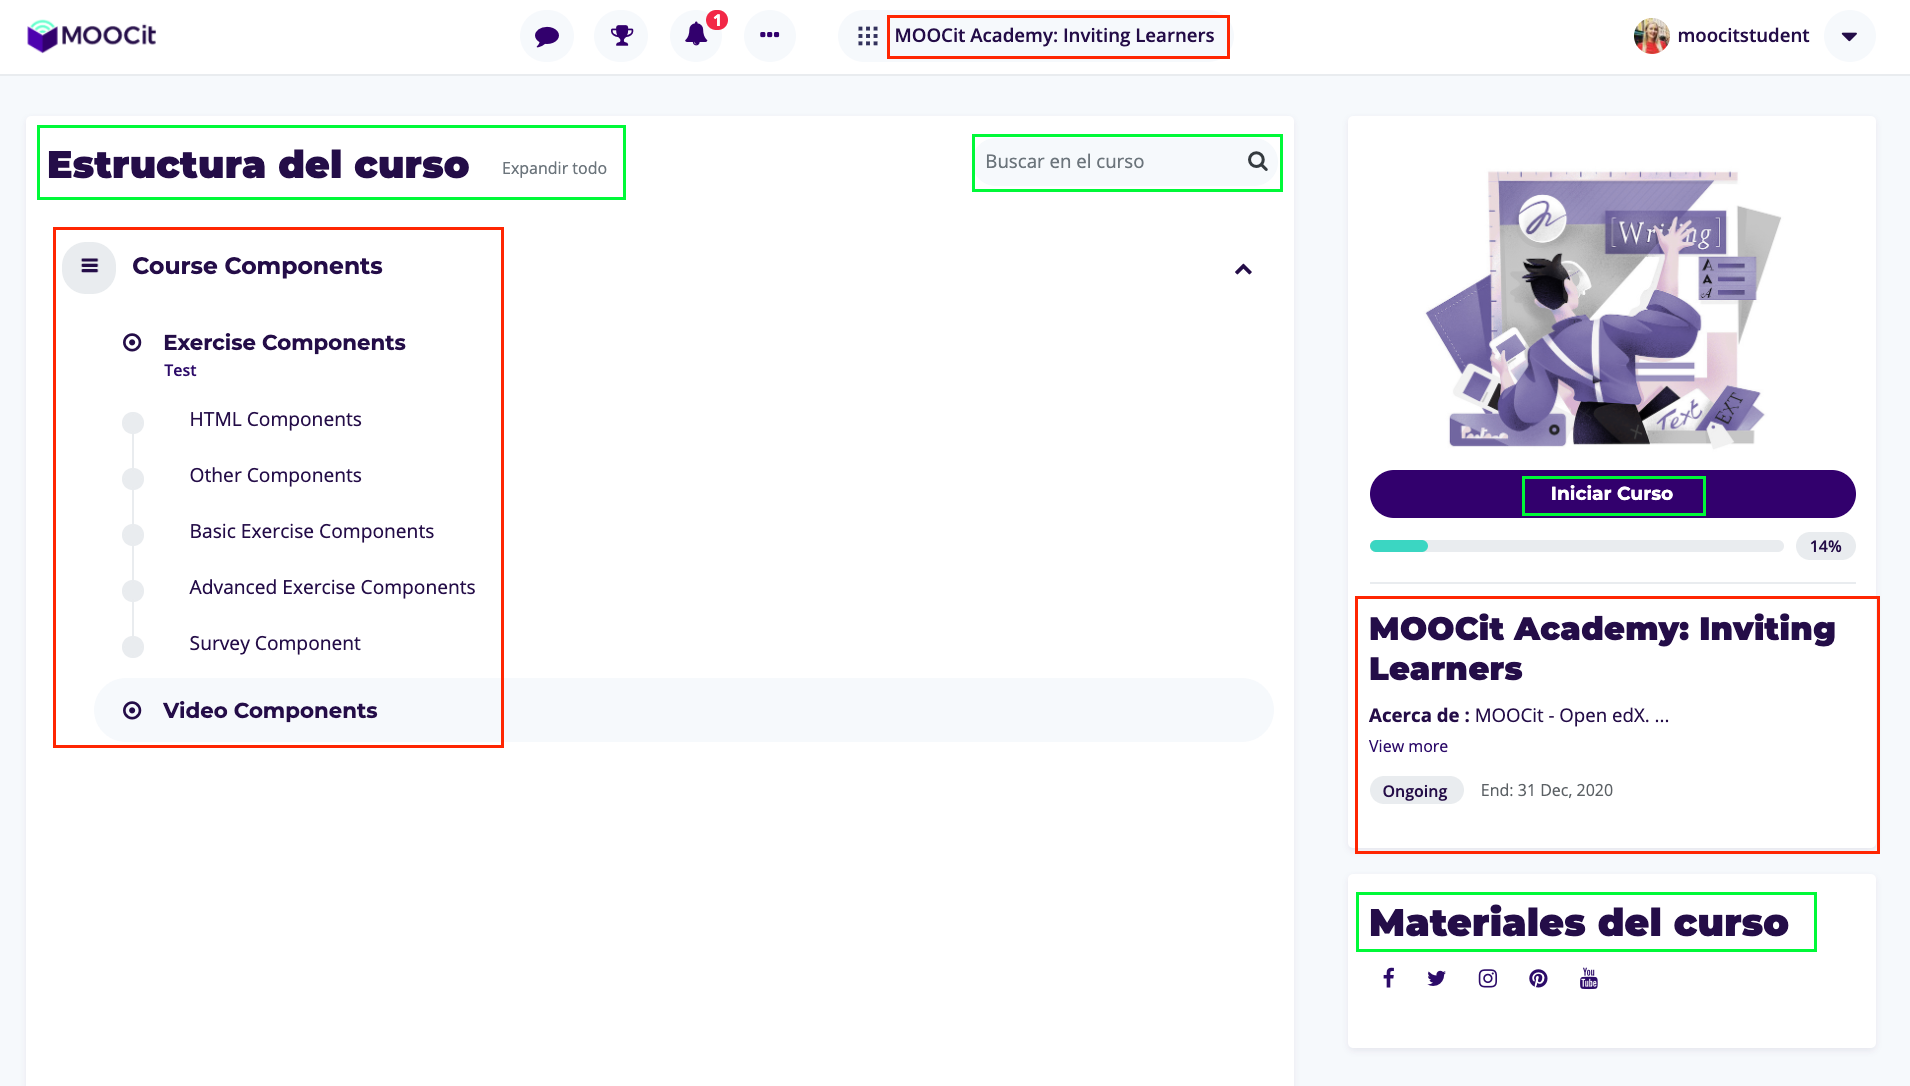 MOOCit
1
MOOCit Academy: Inviting Learners
moocitstudent
Estructura del curso
Expandir todo
Buscar en el curso
Course Components
Exercise Components
Test
HTML Components
Other Components
Basic Exercise Components
Advanced Exercise Components
Survey Component
Video Components
[Writing]
A
A
A
Text
EXT
Iniciar Curso
14%
MOOCit Academy: Inviting
Learners
Acerca de : MOOCit - Open edX. ...
View more
Ongoing
End: 31 Dec, 2020
Materiales del curso
You
Tube